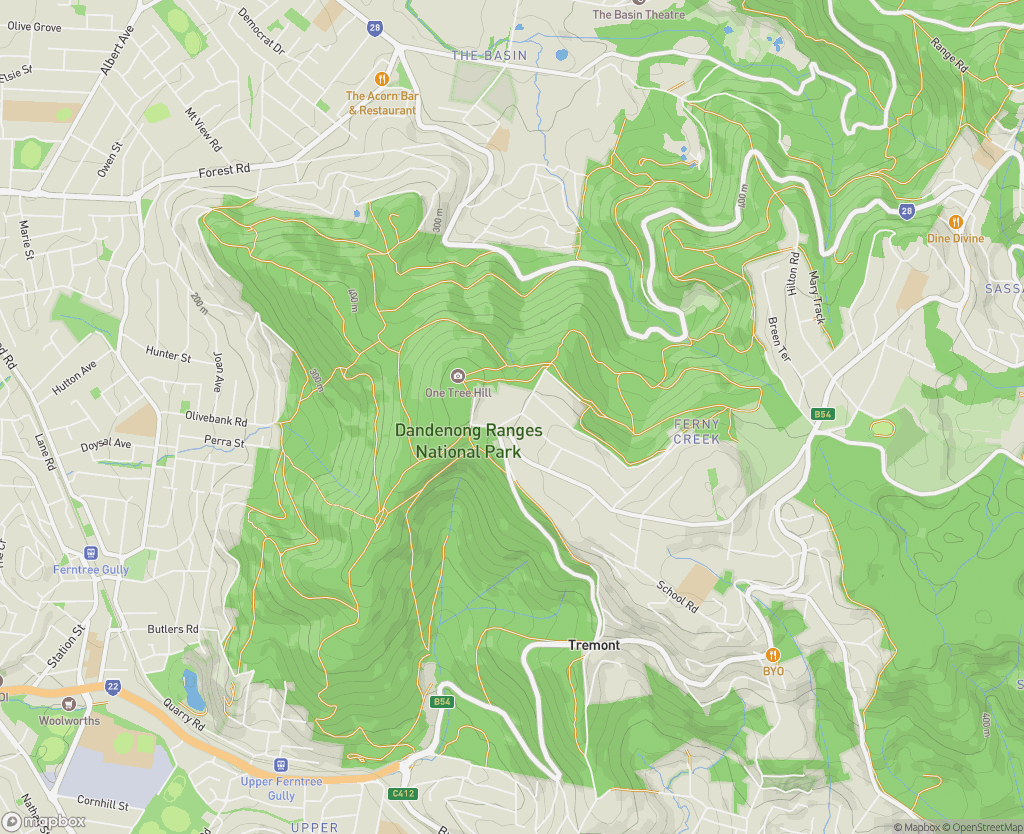 Olive Grove
Albert Ave
Democrat Dr
28
The Basin Theatre
THE BASIN
Range Rd
Elsie St
The Acorn Bar
& Restaurant
Mt View Rd
Owen St
Forest Rd
400 m
28
Dine Divine
Marie St
300 m
200 m
400 m
Hilton Rd
Mary Track
Breen Ter
Hunter St
Joan Ave
Hutton Ave
300 m
One Tree Hill
B54
Olivebank Rd
Doysal Ave
Perra St
Lane Rd
Dandenong Ranges
National Park
FERNY
CREEK
Ferntree Gully
School Rd
Butlers Rd
Station St
Tremont
BYO
22
B54
Woolworths
Quarry Rd
400 m
Upper Ferntree
Gully
C412
Cornhill St
UPPER
mapbox
© Mapbox © OpenStreetMap